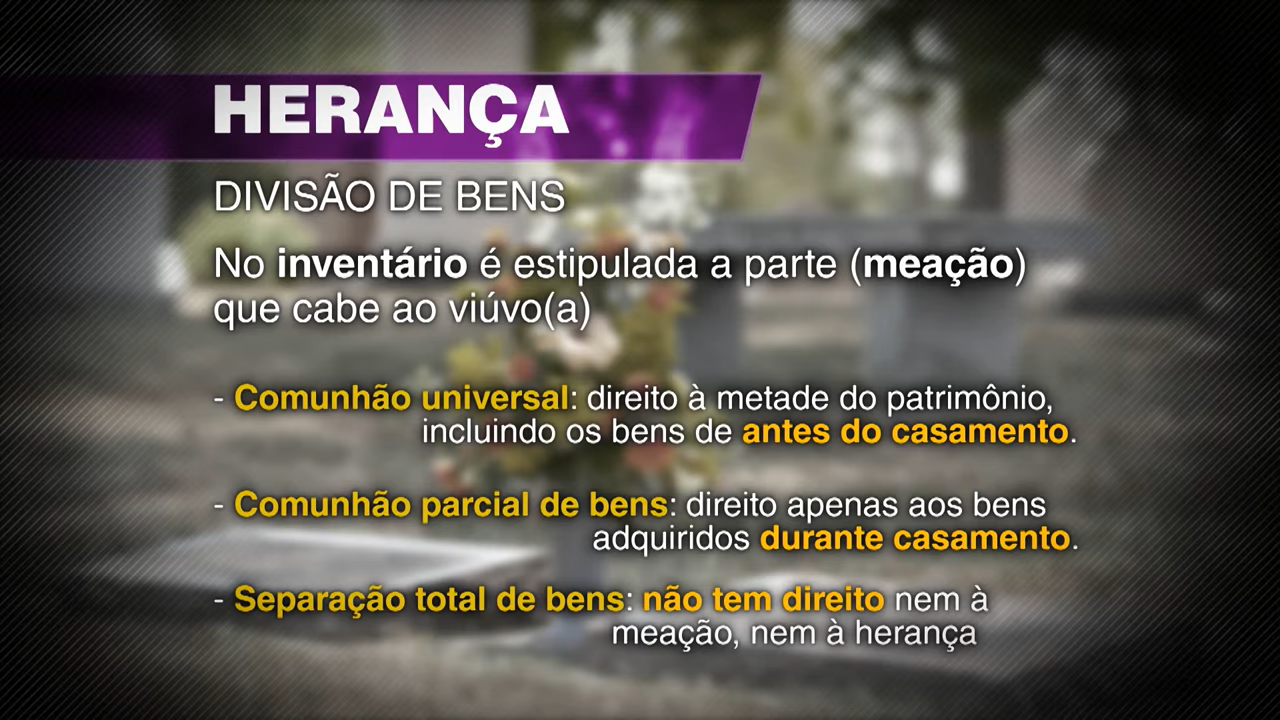 HERANÇA
DIVISÃO DE BENS
No inventário é estipulada a parte (meação)
que cabe ao viúvo(a)
- Comunhão universal: direito à metade do patrimônio,
incluindo os bens de antes do casamento.
- Comunhão parcial de bens: direito apenas aos bens
adquiridos durante casamento.
- Separação total de bens: não tem direito nem à
meação, nem à herança